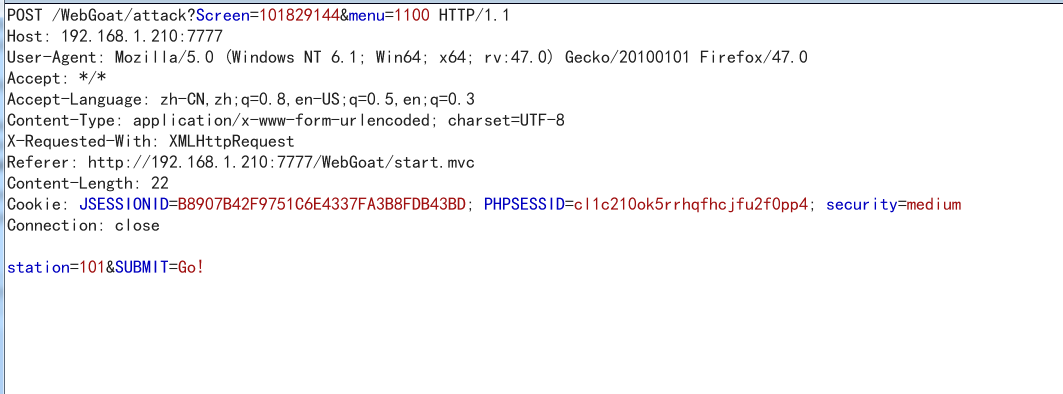 POST /WebGoat/attack?Screen=101829144&menu=1100 HTTP/1.1
Host: 192.168.1.210:7777
User-Agent: Mozilla/5.0 (Windows NT 6.1; Win64; x64; rv:47.0) Gecko/20100101 Firefox/47.0
Accept: */*
Accept-Language: zh-CN,zh;q=0.8,en-US;q=0.5,en;q=0.3
Content-Type: application/x-www-form-urlencoded; charset=UTF-8
X-Requested-With: XMLHttpRequest
Referer: http://192.168.1.210:7777/WebGoat/start.mvc
Content-Length: 22
Cookie: JSESSIONID=B8907B42F9751C6E4337FA3B8FDB43BD; PHPSESSID=cl1c210ok5rrhqfhcjfu2f0pp4; security=medium
Connection: close

station=101&SUBMIT=Go!